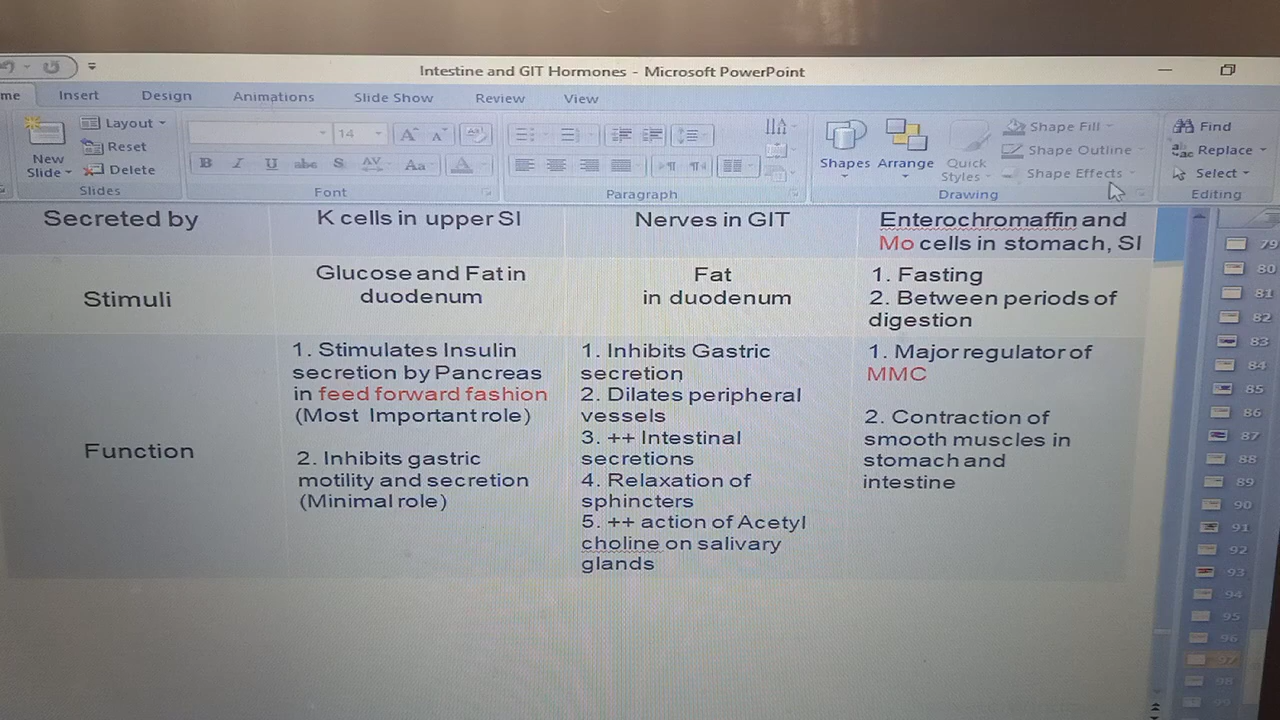 Intestine and GIT Hormones - Microsoft PowerPoint
me Insert Design Animations Slide Show Review View
New
Slide
Layout
Reset
Delete
Slides
14
B I U abc S AV Aa A
Font
Paragraph
Shapes Arrange Quick
Styles
Shape Fill
Shape Outline
Shape Effects
Drawing
Find
Replace
Select
Editing
Secreted by
K cells in upper SI
Nerves in GIT
Enterochromaffin and
Mo cells in stomach, SI
Stimuli
Glucose and Fat in
duodenum
Fat
in duodenum
1. Fasting
2. Between periods of
digestion
Function
1. Stimulates Insulin
secretion by Pancreas
in feed forward fashion
(Most Important role)
2. Inhibits gastric
motility and secretion
(Minimal role)
1. Inhibits Gastric
secretion
2. Dilates peripheral
vessels
3. ++ Intestinal
secretions
4. Relaxation of
sphincters
5. ++ action of Acetyl
choline on salivary
glands
1. Major regulator of
MMC
2. Contraction of
smooth muscles in
stomach and
intestine
79
80
81
82
83
84
85
86
87
88
89
90
91
92
93
94
95
96
97
98
99